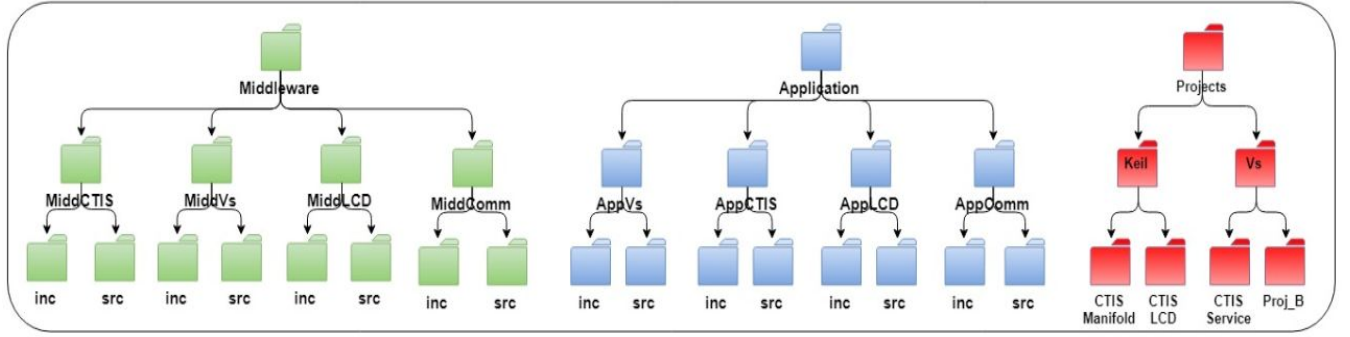 Middleware
Application
Projects
Keil
Vs
MiddCTIS
MiddVs
MiddLCD
MiddComm
AppVs
AppCTIS
AppLCD
AppComm
inc
src
inc
src
inc
src
inc
src
inc
src
inc
src
inc
src
inc
src
CTIS
Manifold
CTIS
LCD
CTIS
Service
Proj_B